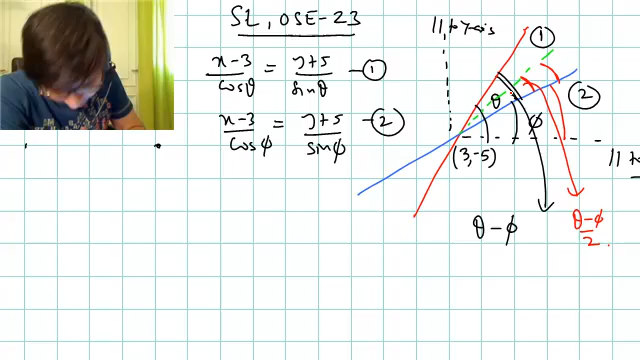 SL, OSE-23
x-3/cosθ = y+5/sinθ —①
x-3/cosϕ = y+5/sinϕ —②
|| to y-axis
①
②
θ
ϕ
(3,-5)
|| to
θ-ϕ
θ-ϕ/2